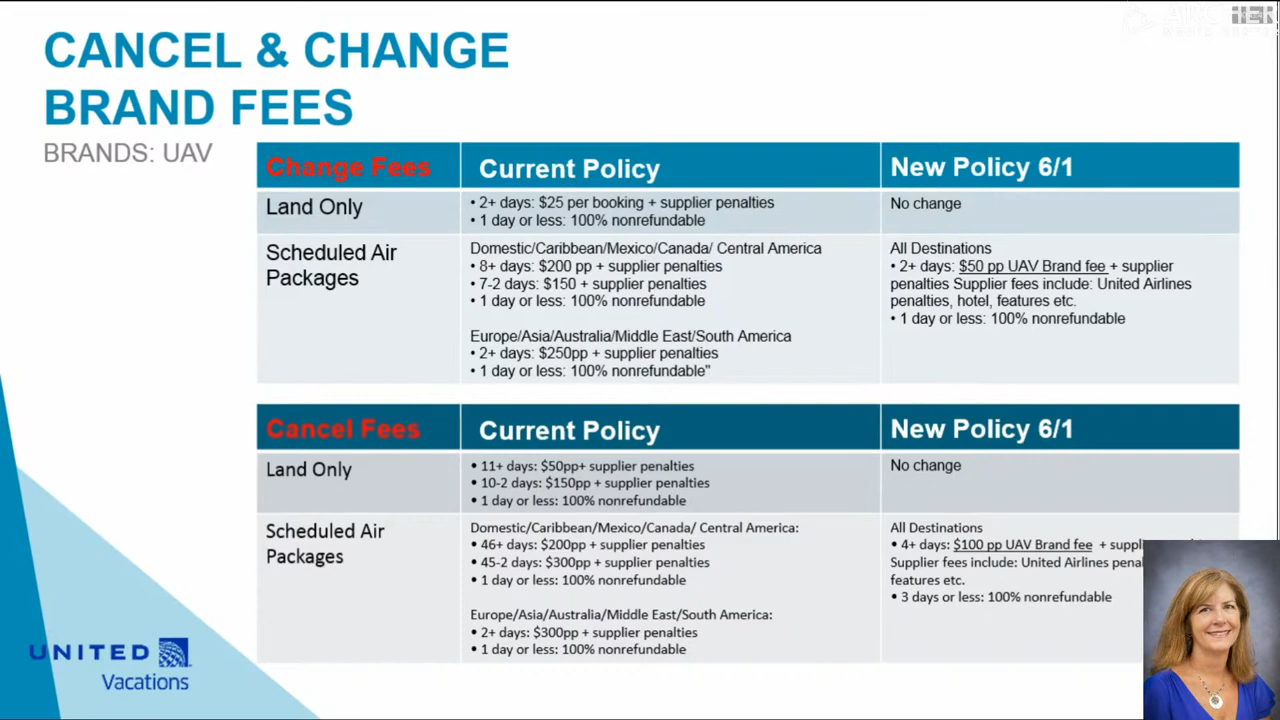 CANCEL & CHANGE
BRAND FEES
BRANDS: UAV
Change Fees
Current Policy
New Policy 6/1
Land Only
• 2+ days: $25 per booking + supplier penalties
• 1 day or less: 100% nonrefundable
No change
Scheduled Air
Packages
Domestic/Caribbean/Mexico/Canada/ Central America
• 8+ days: $200 pp + supplier penalties
• 7-2 days: $150 + supplier penalties
• 1 day or less: 100% nonrefundable
Europe/Asia/Australia/Middle East/South America
• 2+ days: $250pp + supplier penalties
• 1 day or less: 100% nonrefundable"
All Destinations
• 2+ days: $50 pp UAV Brand fee + supplier
penalties Supplier fees include: United Airlines
penalties, hotel, features etc.
• 1 day or less: 100% nonrefundable
Cancel Fees
Current Policy
New Policy 6/1
Land Only
• 11+ days: $50pp+ supplier penalties
• 10-2 days: $150pp + supplier penalties
• 1 day or less: 100% nonrefundable
No change
Scheduled Air
Packages
Domestic/Caribbean/Mexico/Canada/ Central America:
• 46+ days: $200pp + supplier penalties
• 45-2 days: $300pp + supplier penalties
• 1 day or less: 100% nonrefundable
Europe/Asia/Australia/Middle East/South America:
• 2+ days: $300pp + supplier penalties
• 1 day or less: 100% nonrefundable
All Destinations
• 4+ days: $100 pp UAV Brand fee +
Supplier fees include: United Airlines
features etc.
• 3 days or less: 100% nonrefundable
UNITED
Vacations